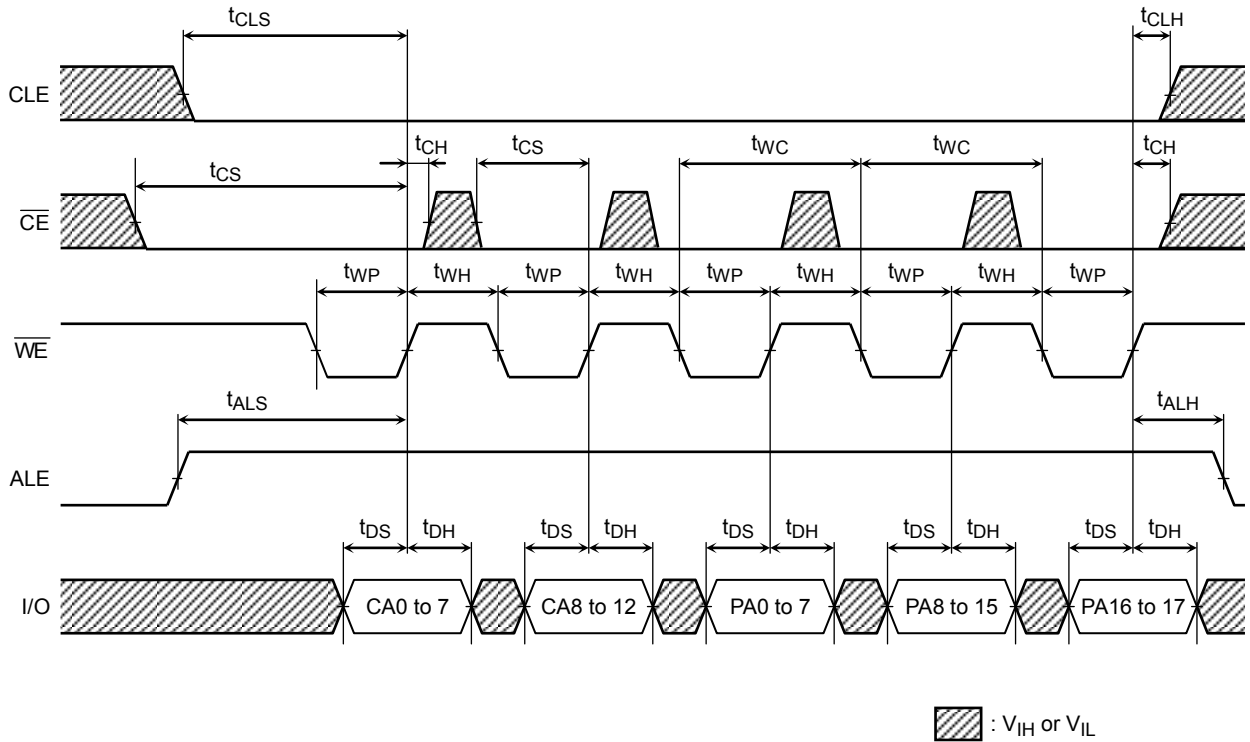 tCLS tCLH
CLE
tCH tCS tWC tWC tCH
tCS
CE
tWP tWH tWP tWH tWP tWH tWP tWH tWP
WE
tALS tALH
ALE
tDS tDH tDS tDH tDS tDH tDS tDH tDS tDH
I/O CA0 to 7 CA8 to 12 PA0 to 7 PA8 to 15 PA16 to 17
: VIH or VIL